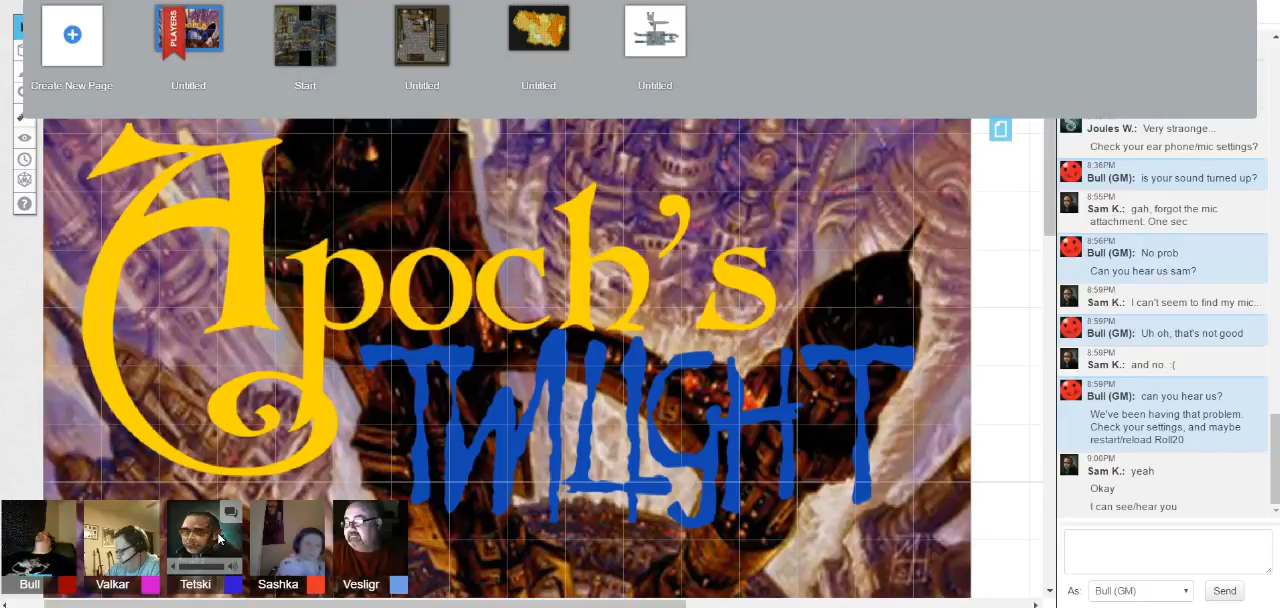 PLAYERS
Create New Page
Untitled
Start
Untitled
Untitled
Untitled
Apoch's
TWILIGHT
Joules W.: Very straonge...
Check your ear phone/mic settings?
8:36PM
Bull (GM): is your sound turned up?
8:55PM
Sam K.: gah, forgot the mic
attachment. One sec
8:56PM
Bull (GM): No prob
Can you hear us sam?
8:59PM
Sam K.: I can't seem to find my mic...
8:59PM
Bull (GM): Uh oh, that's not good
8:59PM
Sam K.: and no. :(
8:59PM
Bull (GM): can you hear us?
We've been having that problem.
Check your settings, and maybe
restart/reload Roll20
9:00PM
Sam K.: yeah
Okay
I can see/hear you
Bull
Valkar
Tetski
Sashka
Vesligr
As:
Bull (GM)
Send